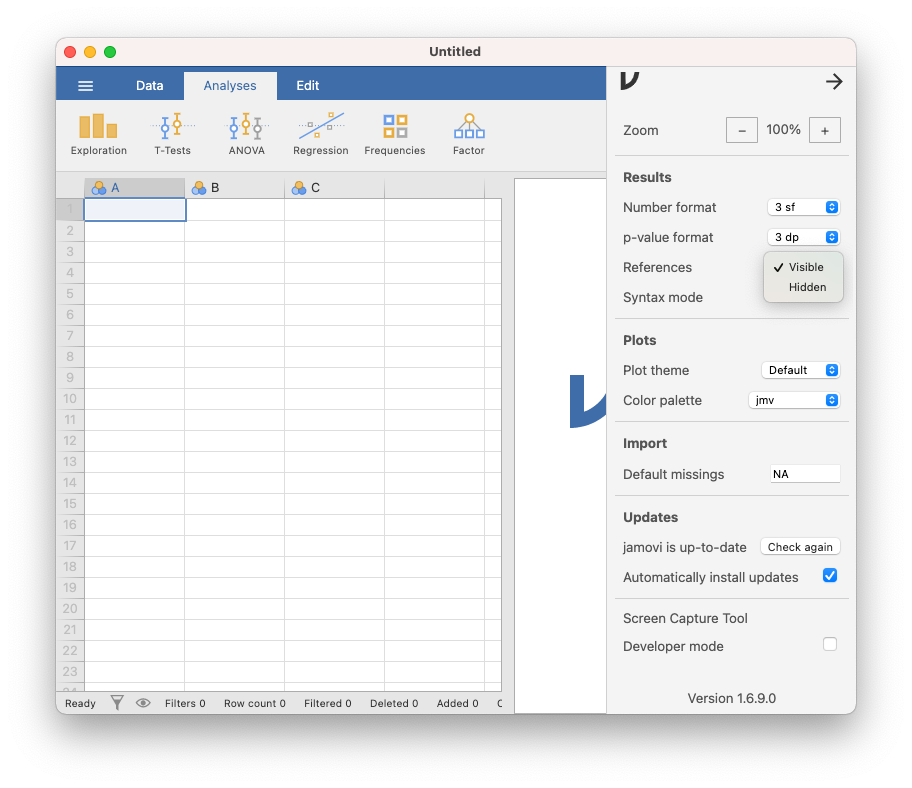 Untitled
Data Analyses Edit
Exploration T-Tests ANOVA Regression Frequencies Factor
A B C
1
2
3
4
5
6
7
8
9
10
11
12
13
14
15
16
17
18
19
20
21
22
23
Ready Filters 0 Row count 0 Filtered 0 Deleted 0 Added 0
Zoom − 100% +
Results
Number format 3 sf
p-value format 3 dp
References ✓ Visible
Hidden
Syntax mode
Plots
Plot theme Default
Color palette jmv
Import
Default missings NA
Updates
jamovi is up-to-date Check again
Automatically install updates
Screen Capture Tool
Developer mode
Version 1.6.9.0